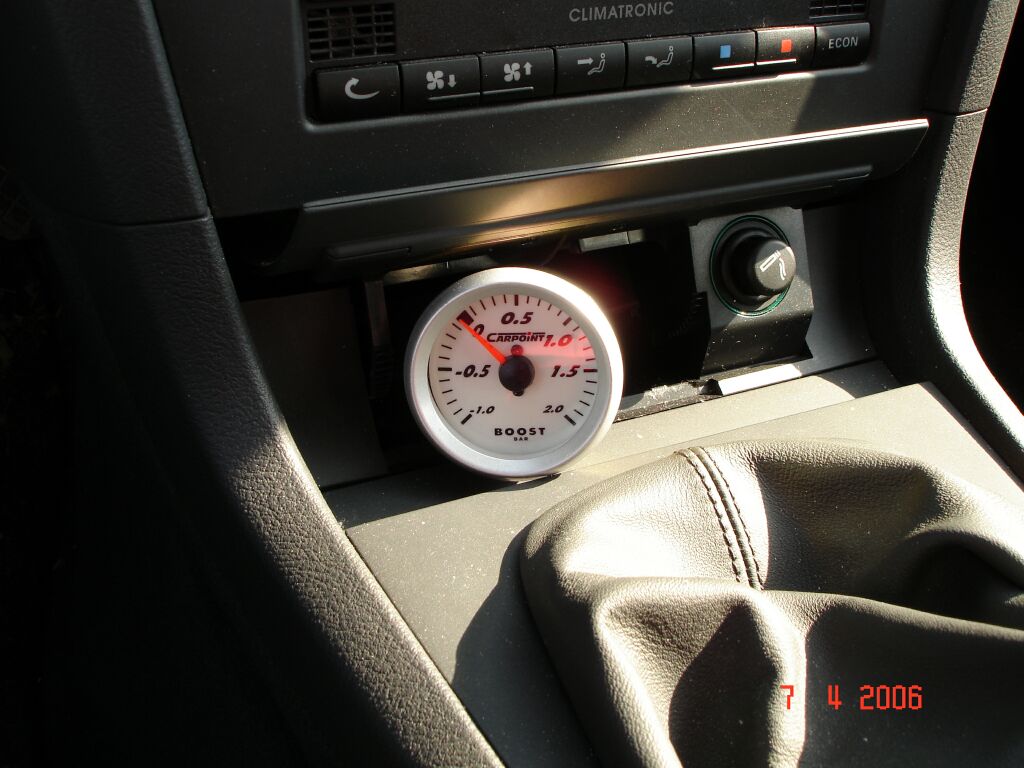 CLIMATRONIC
ECON
0 0.5 1.0
CARPOINT
-0.5 1.5
-1.0 2.0
BOOST
BAR
7 4 2006